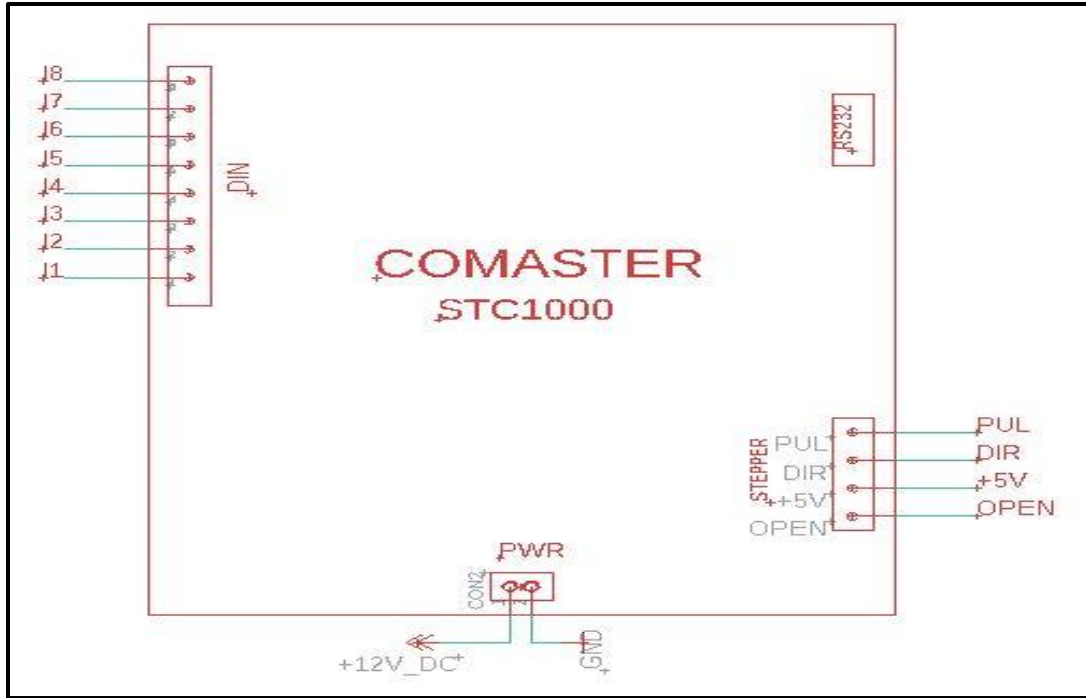 I8
I7
I6
I5
I4
I3
I2
I1
DIN
RS232
COMASTER
STC1000
STEPPER
PUL
DIR
+5V
OPEN
PUL
DIR
+5V
OPEN
PWR
CON2
+12V_DC
GND